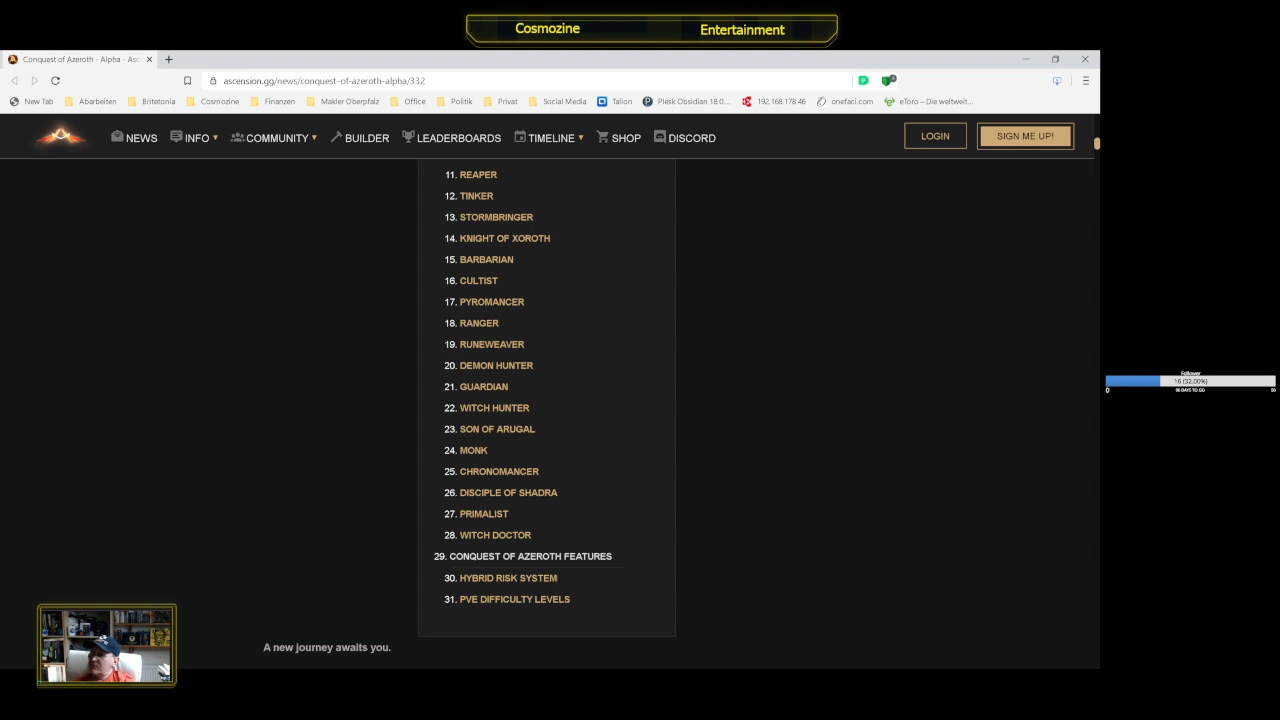 Cosmozine Entertainment
Conquest of Azeroth - Alpha - Asc
ascension.gg/news/conquest-of-azeroth-alpha/332
New Tab Abarbeiten Britetonia Cosmozine Finanzen Makler Oberpfalz Office Politik Privat Social Media Talion Plesk Obsidian 18.0... 192.168.178.46 onefacl.com eToro – Die weltweit...
NEWS INFO COMMUNITY BUILDER LEADERBOARDS TIMELINE SHOP DISCORD LOGIN SIGN ME UP!
11. REAPER
12. TINKER
13. STORMBRINGER
14. KNIGHT OF XOROTH
15. BARBARIAN
16. CULTIST
17. PYROMANCER
18. RANGER
19. RUNEWEAVER
20. DEMON HUNTER
21. GUARDIAN
22. WITCH HUNTER
23. SON OF ARUGAL
24. MONK
25. CHRONOMANCER
26. DISCIPLE OF SHADRA
27. PRIMALIST
28. WITCH DOCTOR
29. CONQUEST OF AZEROTH FEATURES
30. HYBRID RISK SYSTEM
31. PVE DIFFICULTY LEVELS
A new journey awaits you.
Follower
16 (32.00%)
0 50